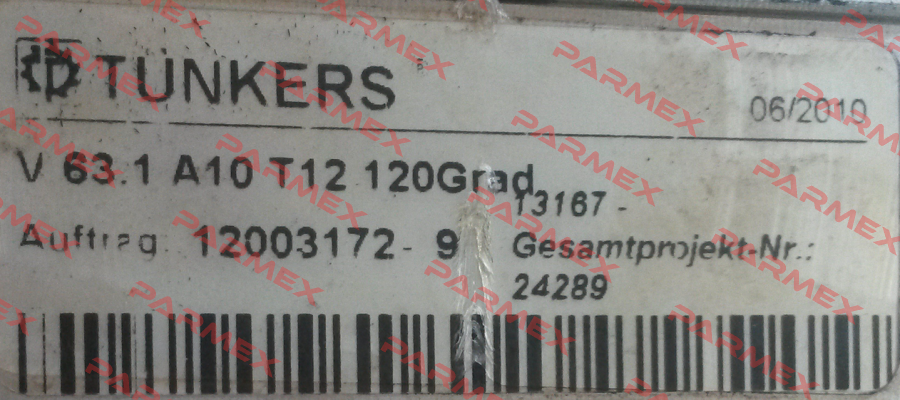 TÜNKERS
06/2010
V 63.1 A10 T12 120Grad
13167 -
Auftrag: 12003172- 9
Gesamtprojekt-Nr.:
24289
PARMEX